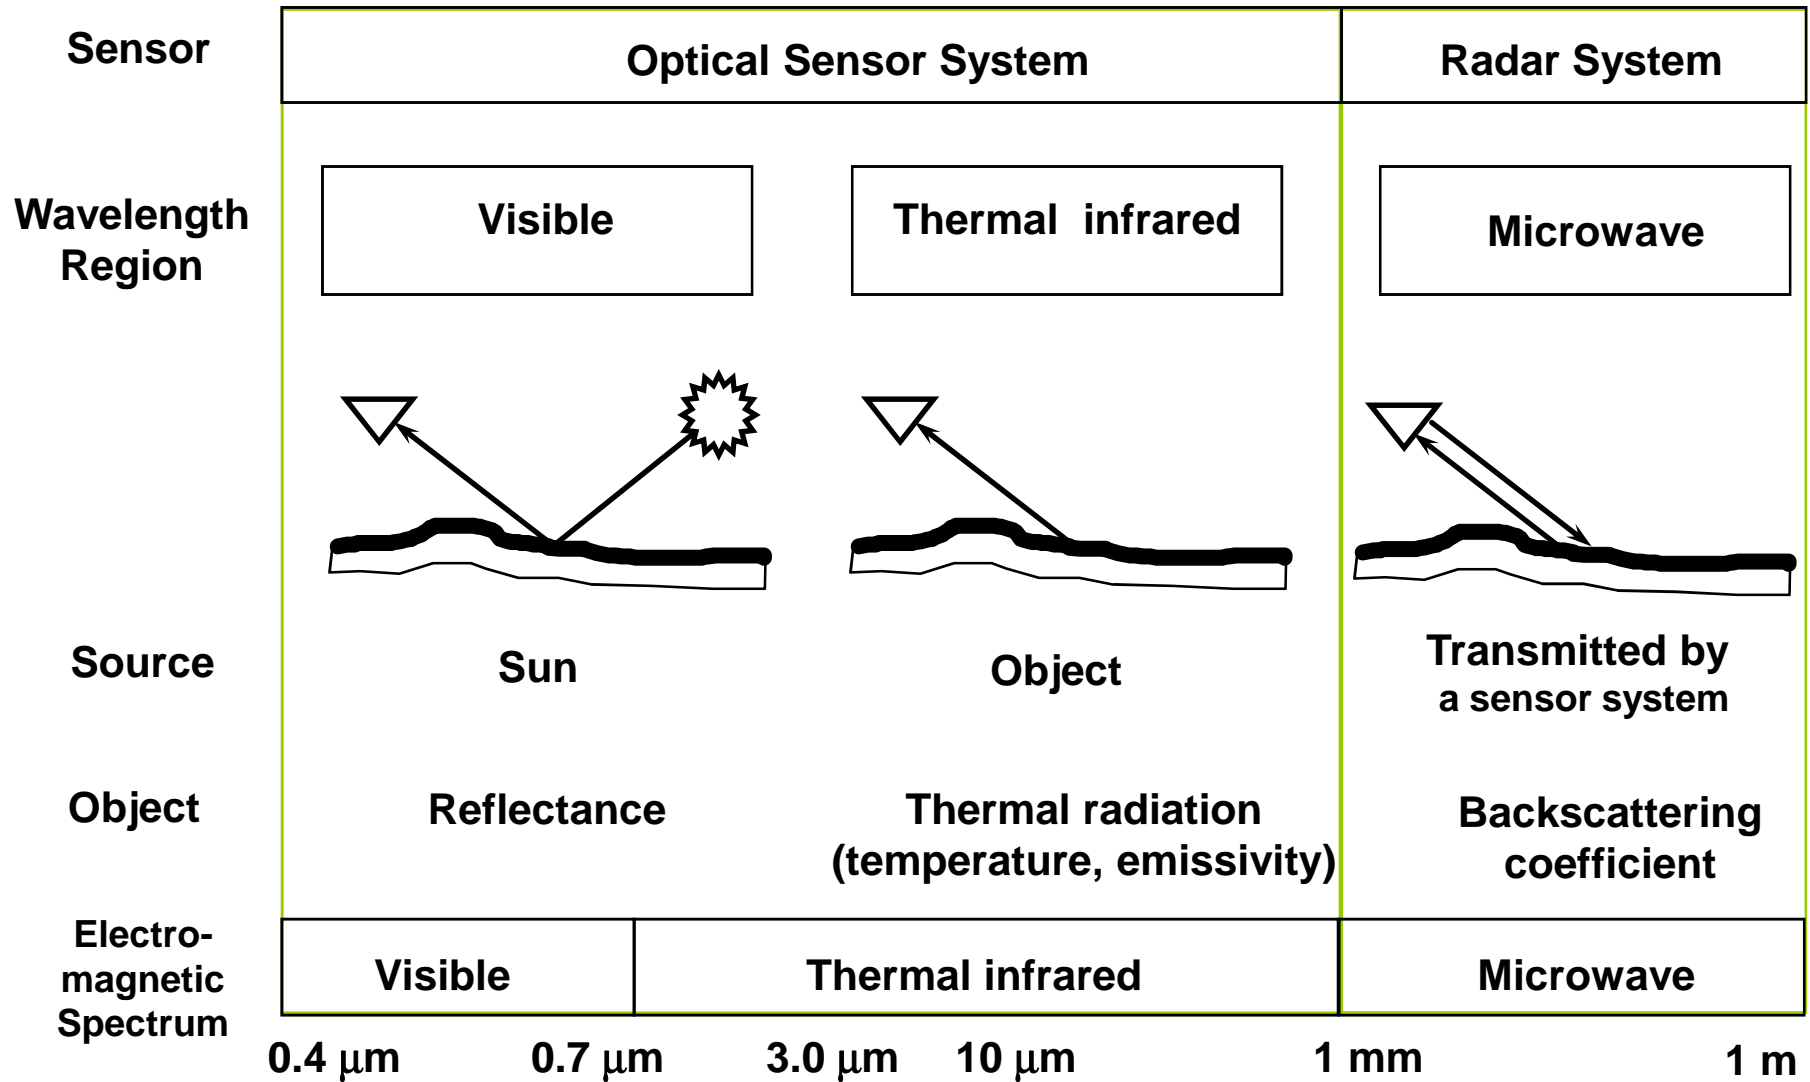 Sensor
Optical Sensor System
Radar System
Wavelength
Region
Visible
Thermal infrared
Microwave
Source
Sun
Object
Transmitted by
a sensor system
Object
Reflectance
Thermal radiation
(temperature, emissivity)
Backscattering
coefficient
Electro-
magnetic
Spectrum
Visible
Thermal infrared
Microwave
0.4 μm
0.7 μm
3.0 μm
10 μm
1 mm
1 m